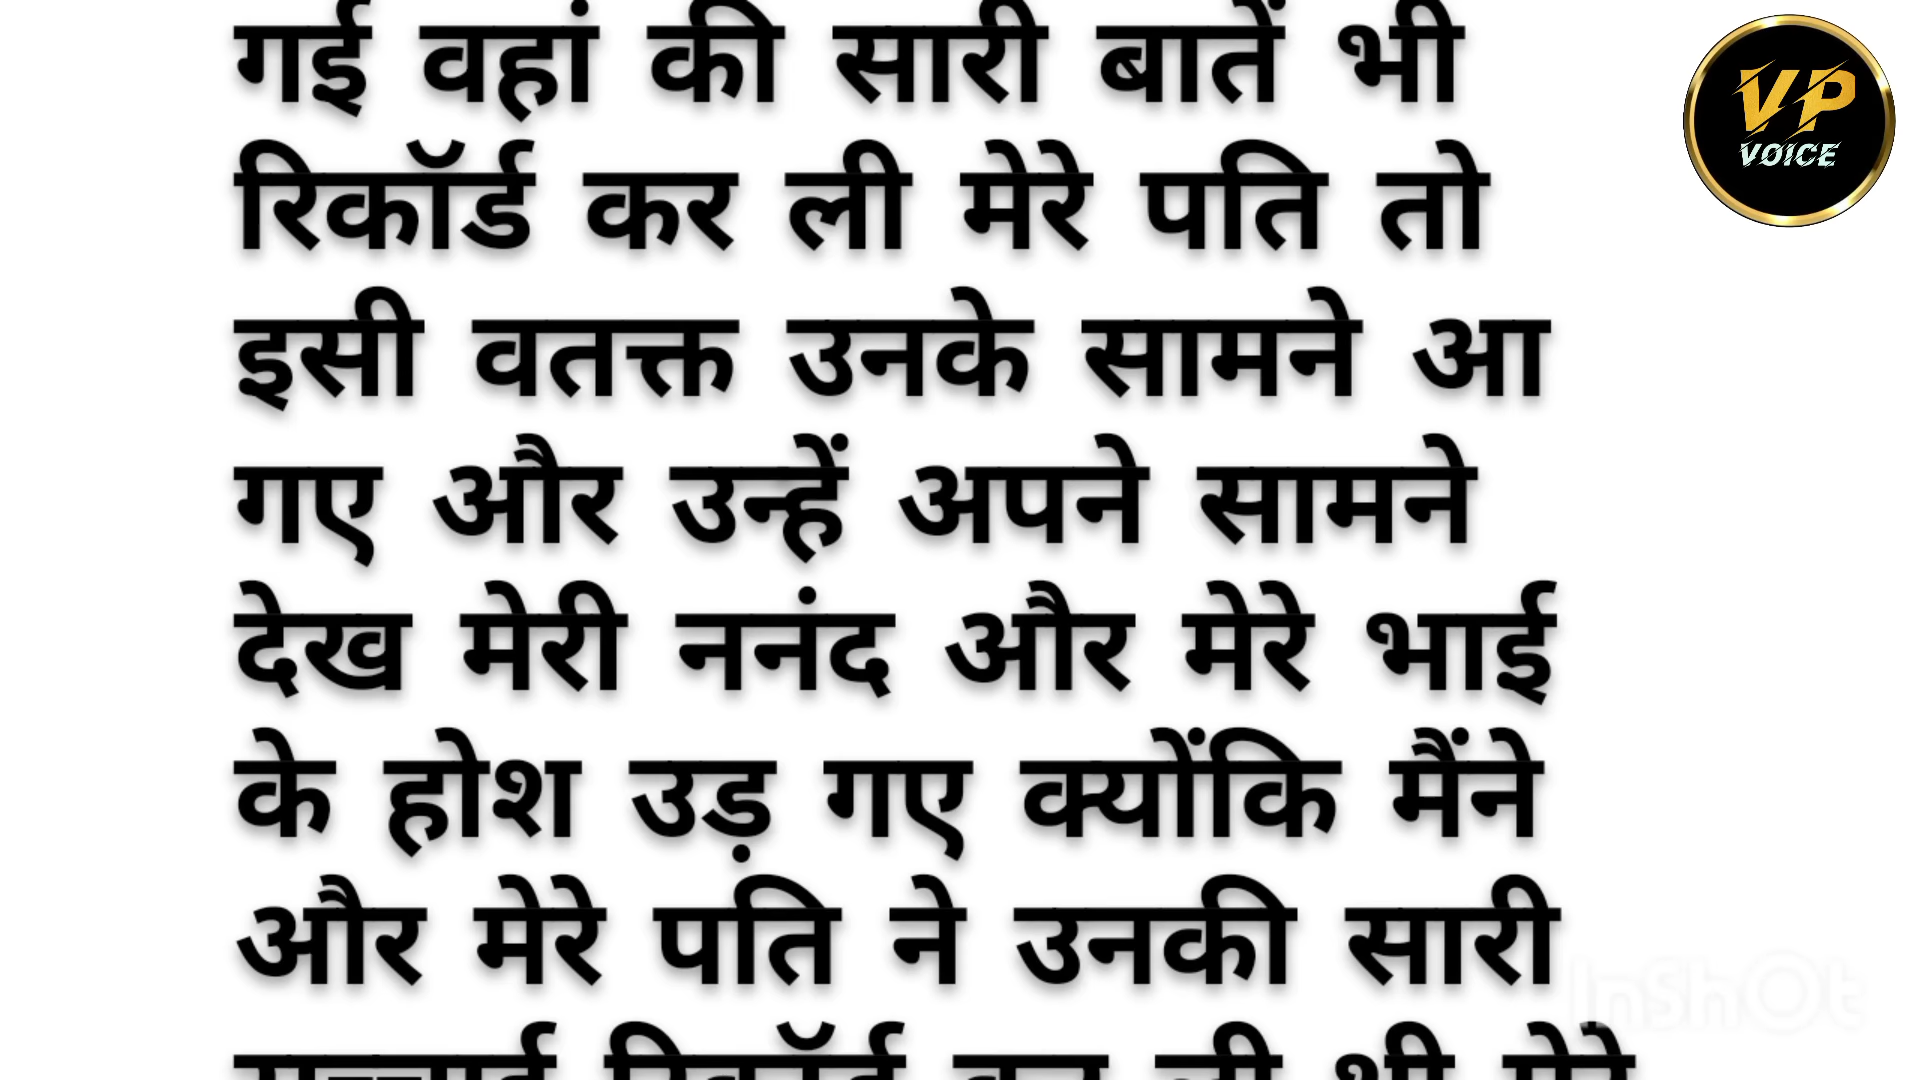 गई वहां की सारी बातें भी
रिकॉर्ड कर ली मेरे पति तो
इसी वतक्त उनके सामने आ
गए और उन्हें अपने सामने
देख मेरी ननंद और मेरे भाई
के होश उड़ गए क्योंकि मैंने
और मेरे पति ने उनकी सारी
VP
VOICE
InShOt